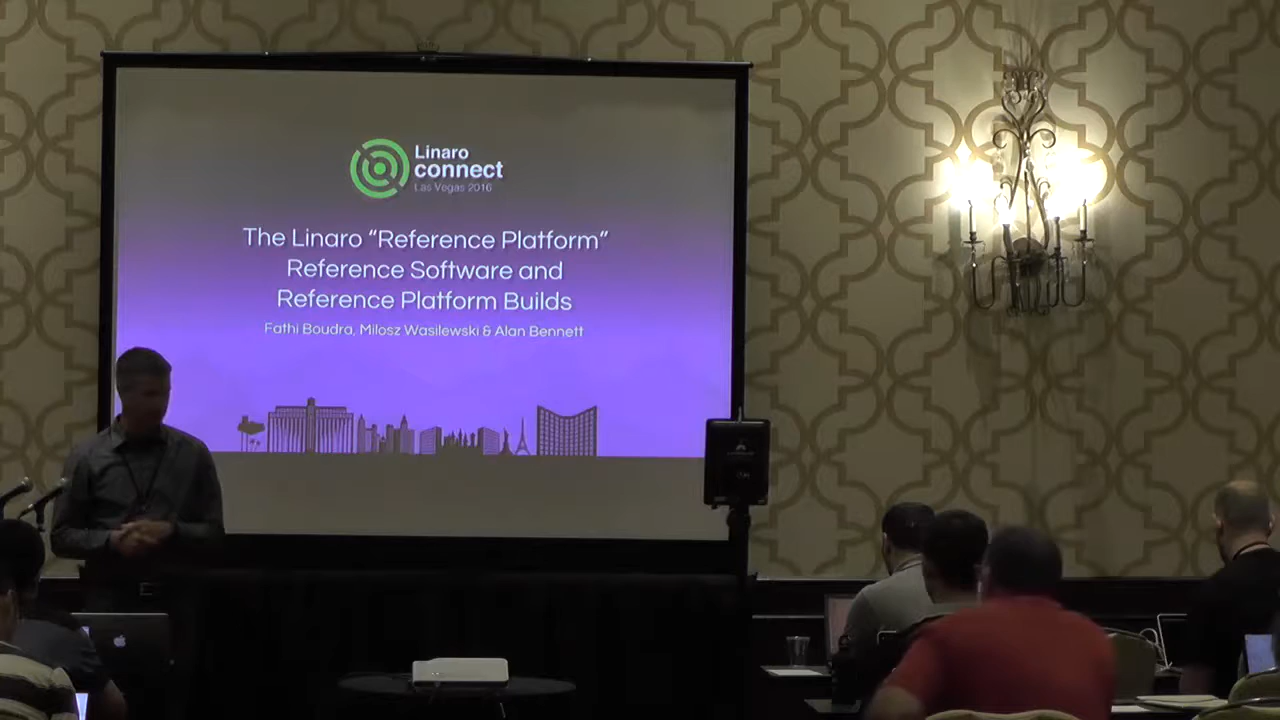 Linaro
connect
Las Vegas 2016
The Linaro “Reference Platform”
Reference Software and
Reference Platform Builds
Fathi Boudra, Milosz Wasilewski & Alan Bennett